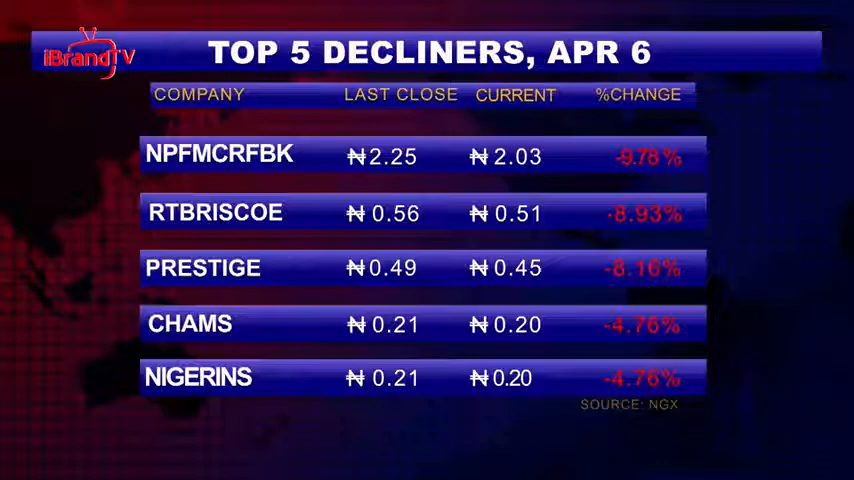 iBrandTV
TOP 5 DECLINERS, APR 6
COMPANY LAST CLOSE CURRENT %CHANGE
NPFMCRFBK ₦2.25 ₦2.03 -9.78%
RTBRISCOE ₦0.56 ₦0.51 -8.93%
PRESTIGE ₦0.49 ₦0.45 -8.16%
CHAMS ₦0.21 ₦0.20 -4.76%
NIGERINS ₦0.21 ₦0.20 -4.76%
SOURCE: NGX